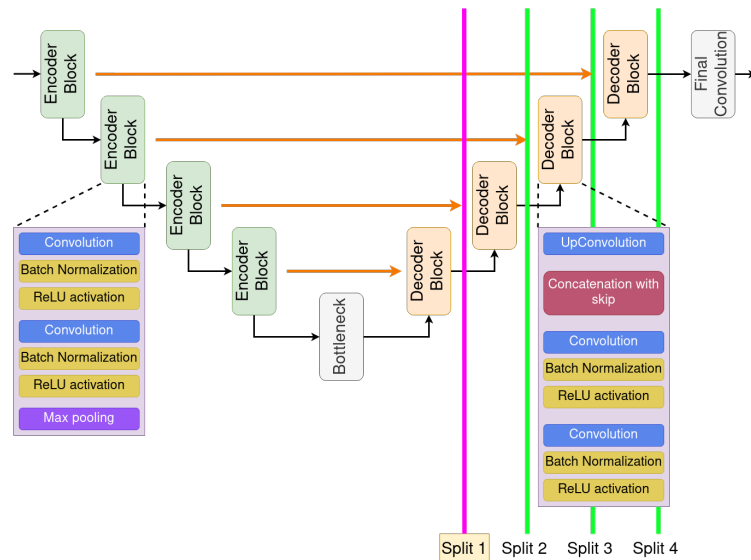 Encoder
Block
Decoder
Block
Final
Convolution
Encoder
Block
Decoder
Block
Encoder
Block
Decoder
Block
Encoder
Block
Decoder
Block
Bottleneck
Convolution
Batch Normalization
ReLU activation
Convolution
Batch Normalization
ReLU activation
Max pooling
UpConvolution
Concatenation with
skip
Convolution
Batch Normalization
ReLU activation
Convolution
Batch Normalization
ReLU activation
Split 1
Split 2
Split 3
Split 4